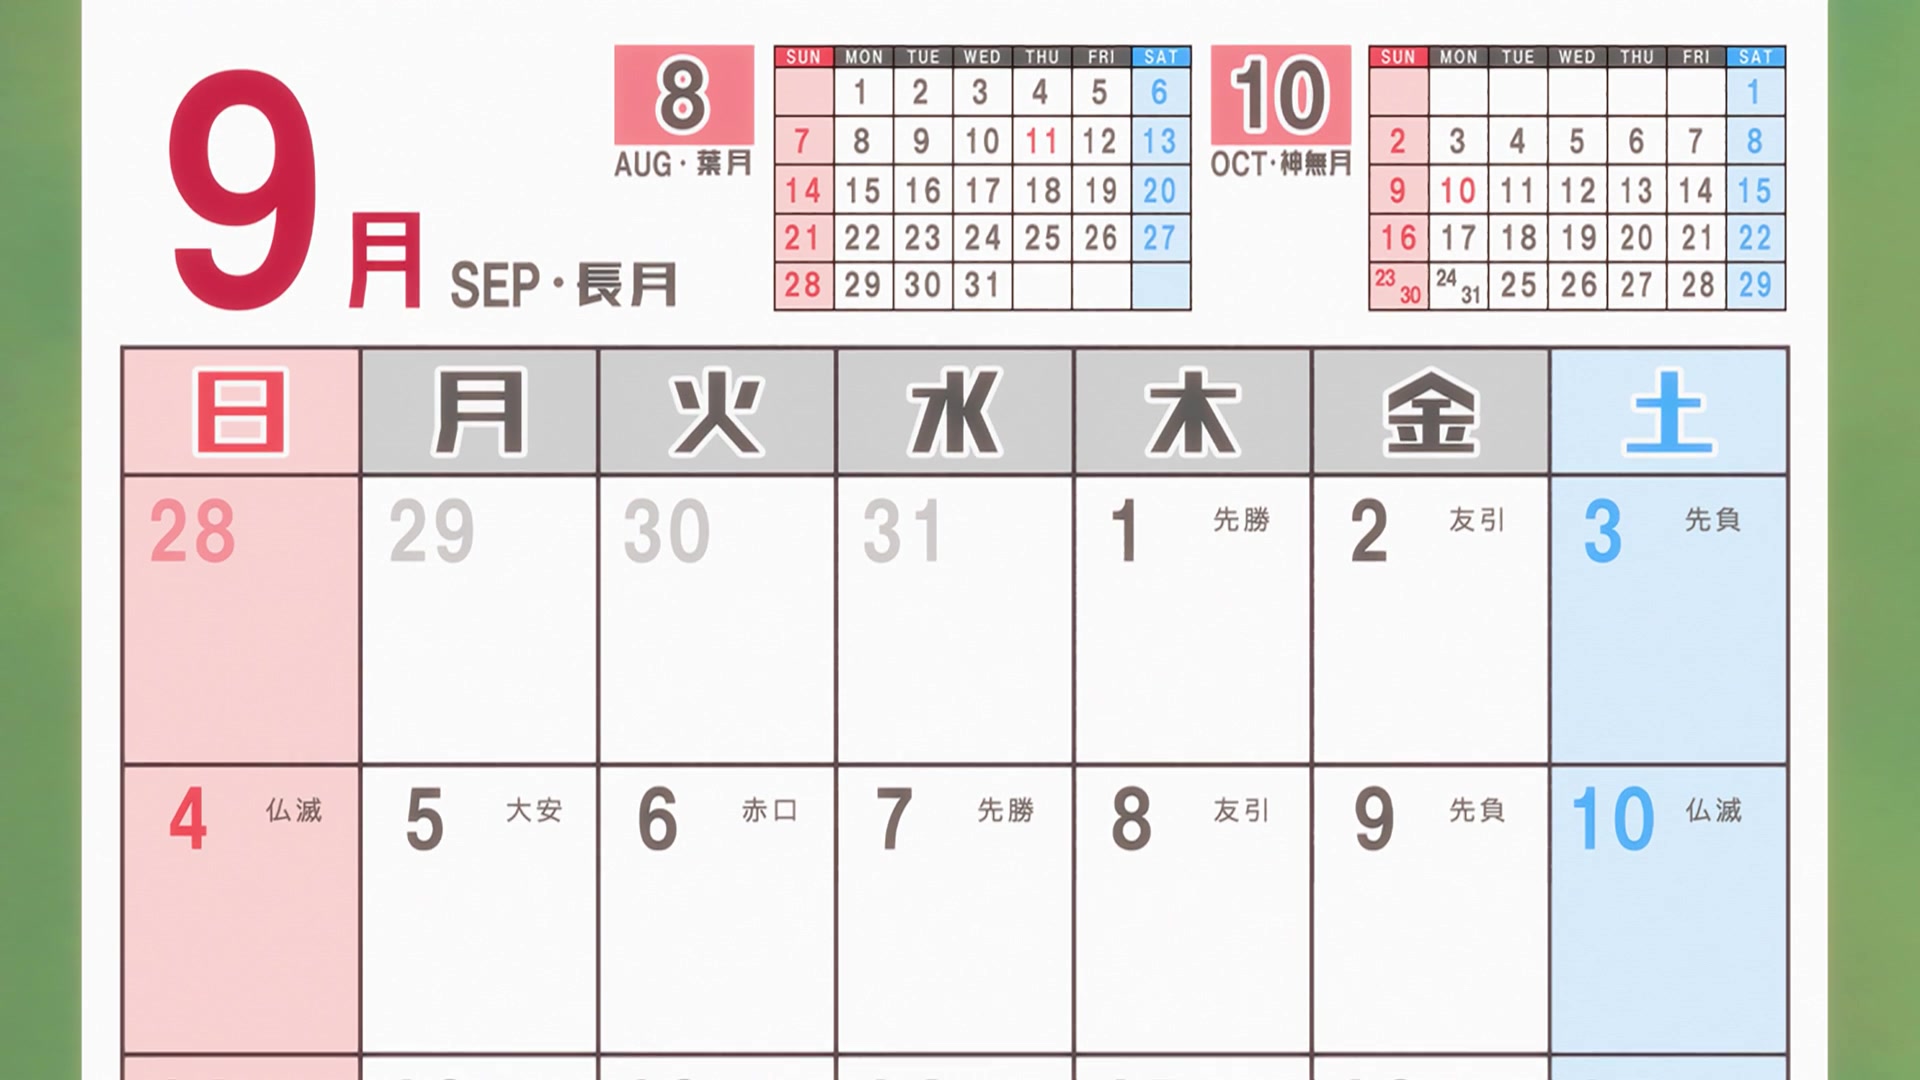 9月 SEP・長月
8
AUG・葉月
SUN MON TUE WED THU FRI SAT
1 2 3 4 5 6
7 8 9 10 11 12 13
14 15 16 17 18 19 20
21 22 23 24 25 26 27
28 29 30 31
10
OCT・神無月
SUN MON TUE WED THU FRI SAT
1
2 3 4 5 6 7 8
9 10 11 12 13 14 15
16 17 18 19 20 21 22
23 30 24 31 25 26 27 28 29
日 月 火 水 木 金 土
28 29 30 31 1 先勝 2 友引 3 先負
4 仏滅 5 大安 6 赤口 7 先勝 8 友引 9 先負 10 仏滅